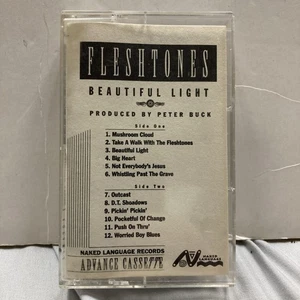 FLESHTONES
BEAUTIFUL LIGHT
PRODUCED BY PETER BUCK
Side One
1. Mushroom Cloud
2. Take A Walk With The Fleshtones
3. Beautiful Light
4. Big Heart
5. Not Everybody's Jesus
6. Whistling Past The Grave
Side Two
7. Outcast
8. D.T. Shadows
9. Pickin' Pickin'
10. Pocketful Of Change
11. Push On Thru'
12. Worried Boy Blues
NAKED LANGUAGE RECORDS
ADVANCE CASSETTE
NAKED
LANGUAGE